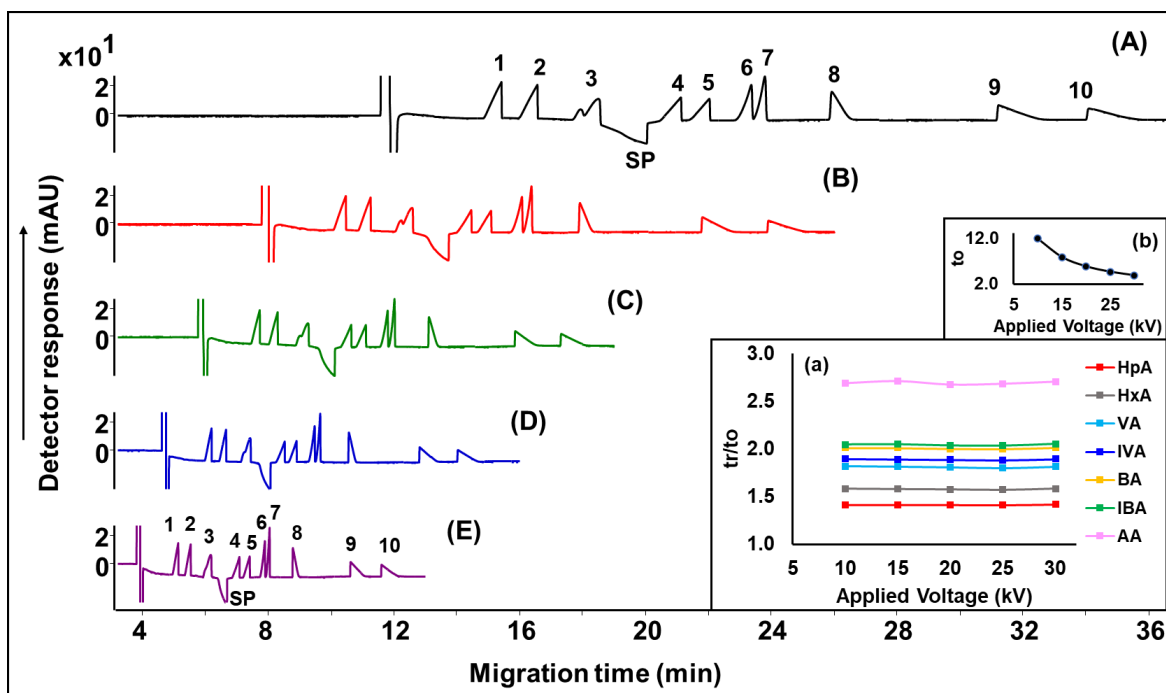 x10¹
(A)
1 2 3 4 5 6 7 8 9 10
2
0
SP
(B)
2
0
(C)
2
0
(D)
2
0
(E)
1 2 3 4 5 6 7 8 9 10
2
0
SP
Detector response (mAU)
4 8 12 16 20 24 28 32 36
Migration time (min)
(b)
12.0
2.0
to
5 15 25
Applied Voltage (kV)
(a)
3.0
2.5
2.0
1.5
1.0
tr/to
5 10 15 20 25 30
Applied Voltage (kV)
HpA
HxA
VA
IVA
BA
IBA
AA